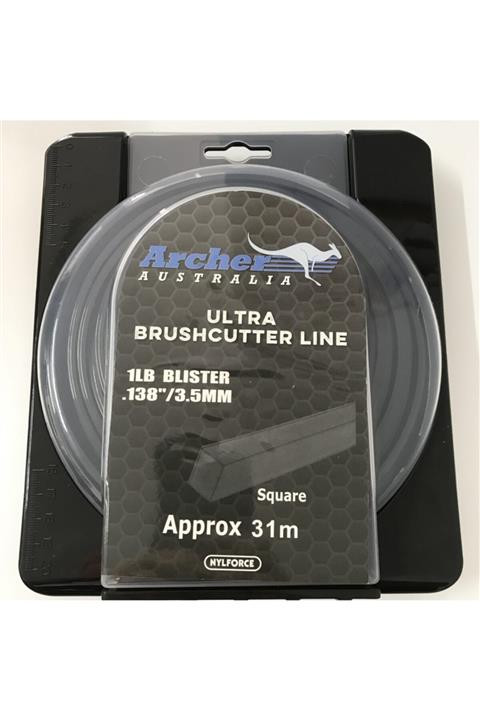 Archer
AUSTRALIA
ULTRA
BRUSHCUTTER LINE
1LB BLISTER
.138"/3.5MM
Square
Approx 31m
NYLFORCE